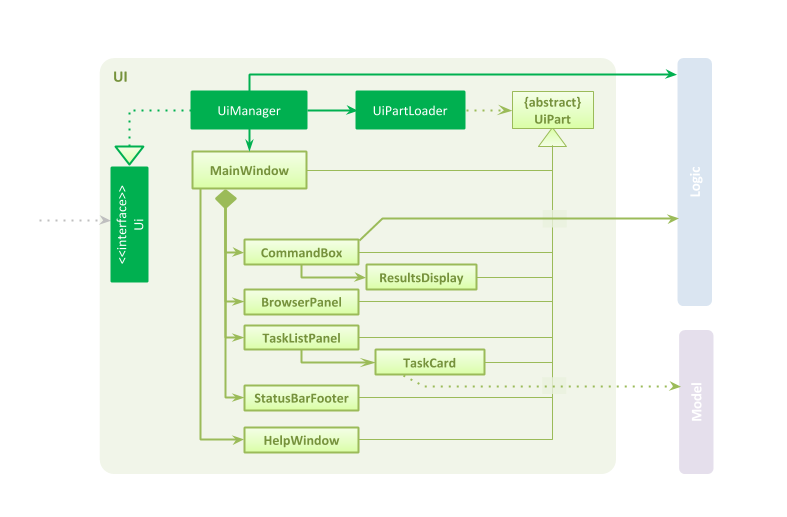 UI
UiManager
UiPartLoader
{abstract}
UiPart
MainWindow
<<interface>>
Ui
CommandBox
ResultsDisplay
BrowserPanel
TaskListPanel
TaskCard
StatusBarFooter
HelpWindow
Logic
Model